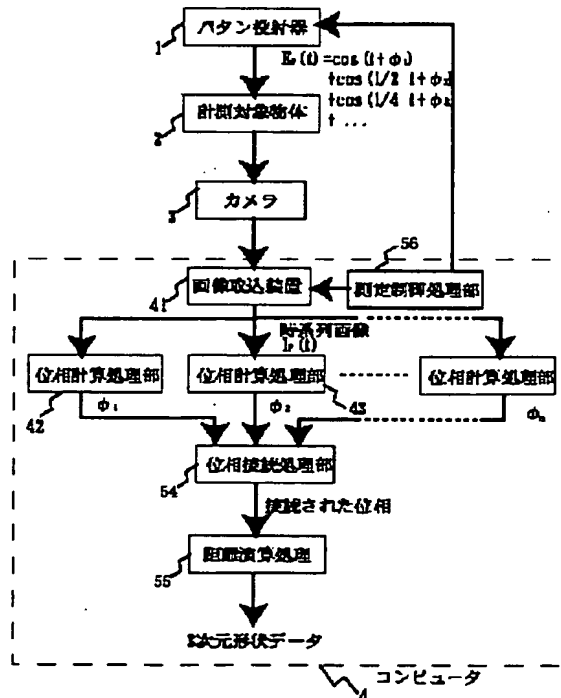 パタン投射器
1
E_p(t)=cos(t+φ₁)
+cos(1/2 t+φ₂)
+cos(1/4 t+φ₃)
+ ...
計測対象物体
2
カメラ
3
56
画像取込装置
測定制御処理部
41
時系列画像
I_p(t)
位相計算処理部
位相計算処理部
位相計算処理部
42
φ₁
φ₂
43
φₙ
位相接続処理部
54
接続された位相
距離演算処理
55
3次元形状データ
コンピュータ
4